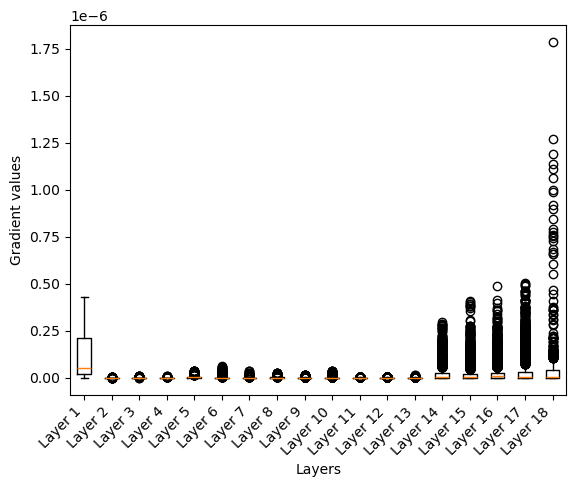 1e−6
1.75
1.50
1.25
1.00
0.75
0.50
0.25
0.00
Gradient values
Layer 1
Layer 2
Layer 3
Layer 4
Layer 5
Layer 6
Layer 7
Layer 8
Layer 9
Layer 10
Layer 11
Layer 12
Layer 13
Layer 14
Layer 15
Layer 16
Layer 17
Layer 18
Layers